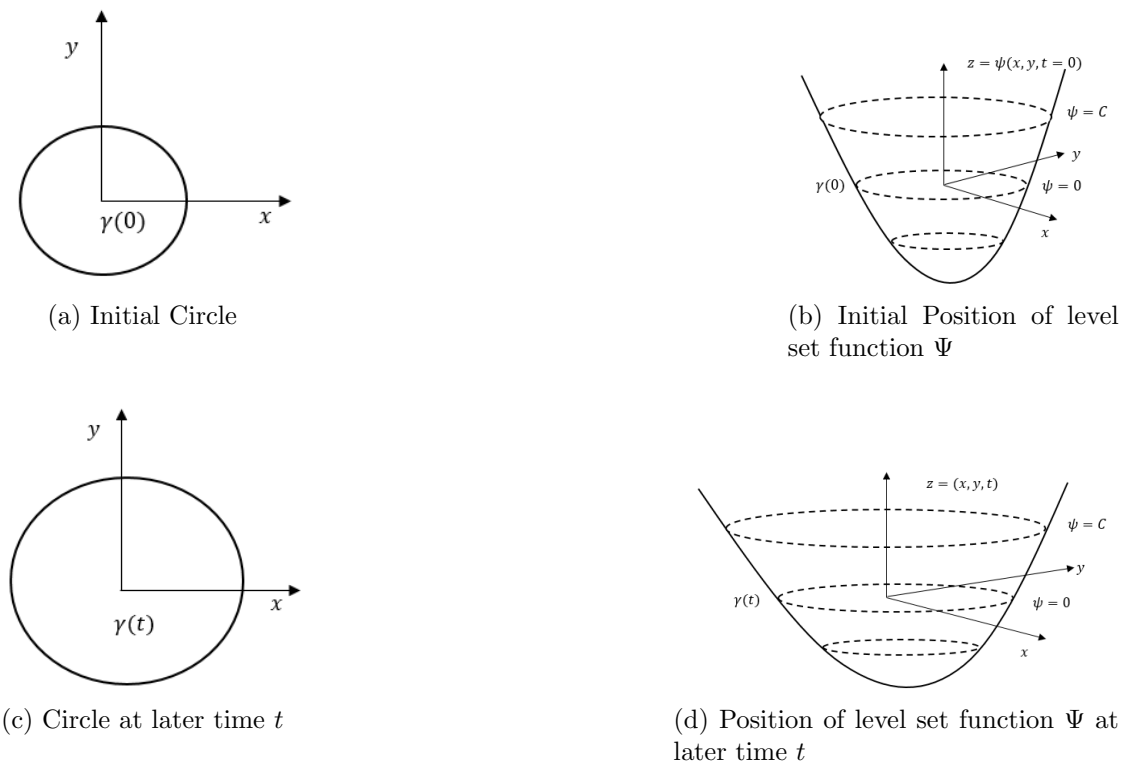 y
x
γ(0)
(a) Initial Circle
z = ψ(x, y, t = 0)
ψ = C
y
γ(0)
ψ = 0
x
(b) Initial Position of level
set function Ψ
y
x
γ(t)
(c) Circle at later time t
z = (x, y, t)
ψ = C
y
γ(t)
ψ = 0
x
(d) Position of level set function Ψ at
later time t